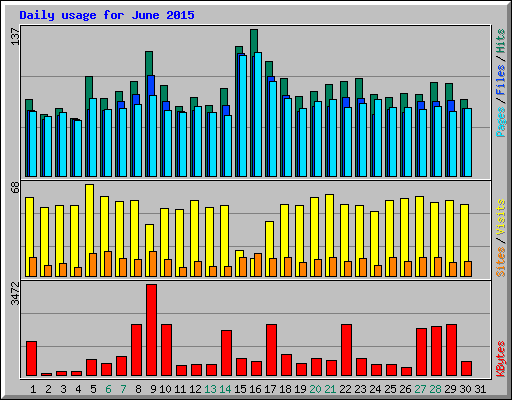 Daily usage for June 2015
137
Pages / Files / Hits
68
Sites / Visits
3472
KBytes
1 2 3 4 5 6 7 8 9 10 11 12 13 14 15 16 17 18 19 20 21 22 23 24 25 26 27 28 29 30 31